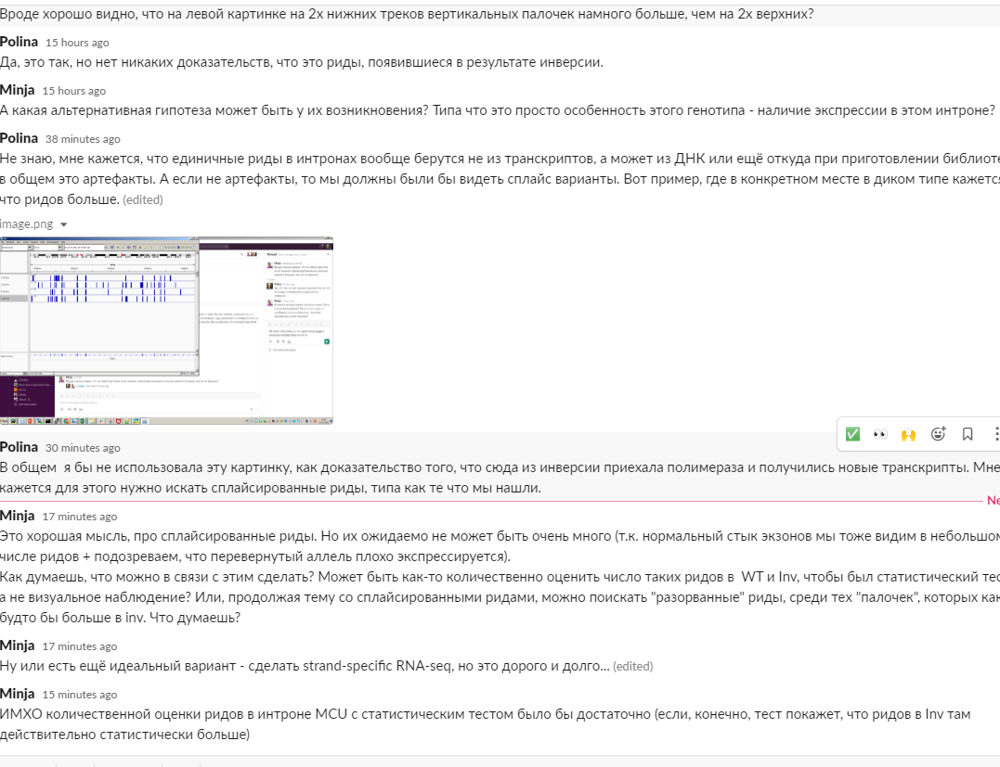 Вроде хорошо видно, что на левой картинке на 2х нижних треков вертикальных палочек намного больше, чем на 2х верхних?
Polina 15 hours ago
Да, это так, но нет никаких доказательств, что это риды, появившиеся в результате инверсии.
Minja 15 hours ago
А какая альтернативная гипотеза может быть у их возникновения? Типа что это просто особенность этого генотипа - наличие экспрессии в этом интроне?
Polina 38 minutes ago
Не знаю, мне кажется, что единичные риды в интронах вообще берутся не из транскриптов, а может из ДНК или ещё откуда при приготовлении библиоте
в общем это артефакты. А если не артефакты, то мы должны были бы видеть сплайс варианты. Вот пример, где в конкретном месте в диком типе кажется
что ридов больше. (edited)
image.png
Polina 30 minutes ago
В общем я бы не использовала эту картинку, как доказательство того, что сюда из инверсии приехала полимераза и получились новые транскрипты. Мне
кажется для этого нужно искать сплайсированные риды, типа как те что мы нашли.
Ne
Minja 17 minutes ago
Это хорошая мысль, про сплайсированные риды. Но их ожидаемо не может быть очень много (т.к. нормальный стык экзонов мы тоже видим в небольшом
числе ридов + подозреваем, что перевернутый аллель плохо экспрессируется).
Как думаешь, что можно в связи с этим сделать? Может быть как-то количественно оценить число таких ридов в WT и Inv, чтобы был статистический тес
а не визуальное наблюдение? Или, продолжая тему со сплайсированными ридами, можно поискать "разорванные" риды, среди тех "палочек", которых как
будто бы больше в inv. Что думаешь?
Minja 17 minutes ago
Ну или есть ещё идеальный вариант - сделать strand-specific RNA-seq, но это дорого и долго... (edited)
Minja 15 minutes ago
ИМХО количественной оценки ридов в интроне MCU с статистическим тестом было бы достаточно (если, конечно, тест покажет, что ридов в Inv там
действительно статистически больше)